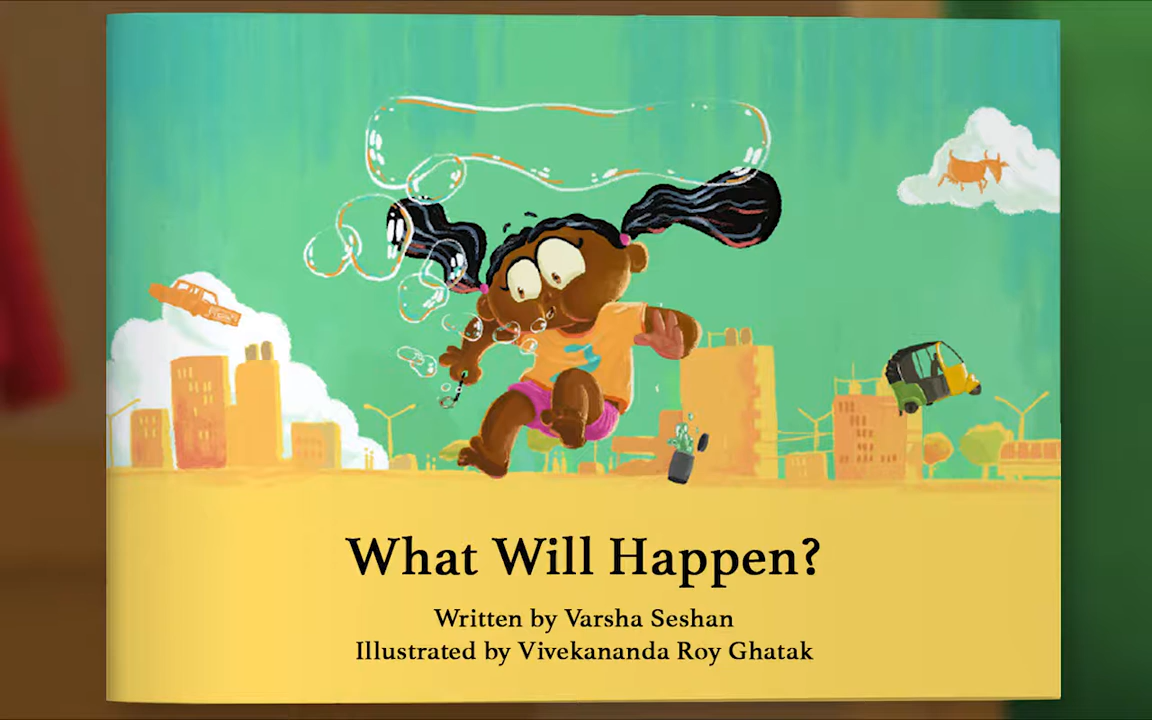 What Will Happen?
Written by Varsha Seshan
Illustrated by Vivekananda Roy Ghatak